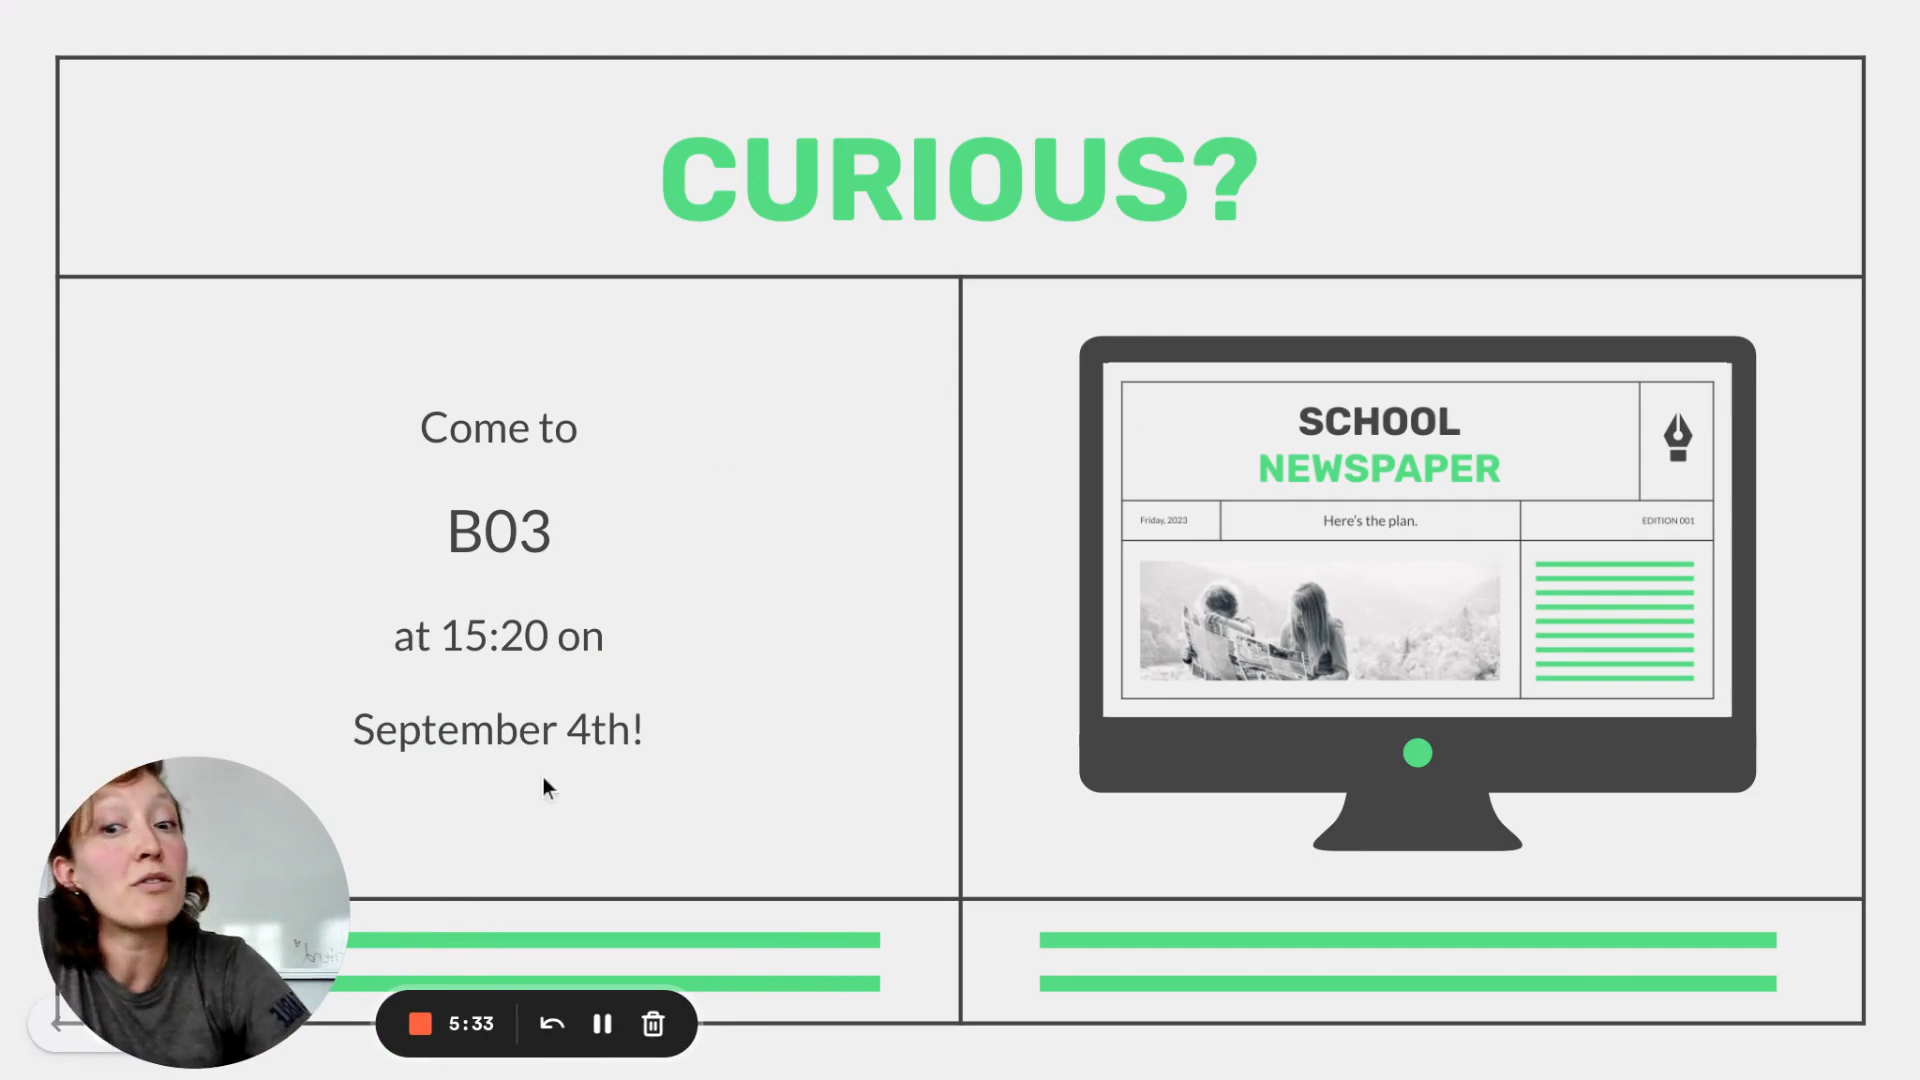 CURIOUS?
Come to
B03
at 15:20 on
September 4th!
SCHOOL
NEWSPAPER
Friday, 2023
Here's the plan.
EDITION 001
5:33